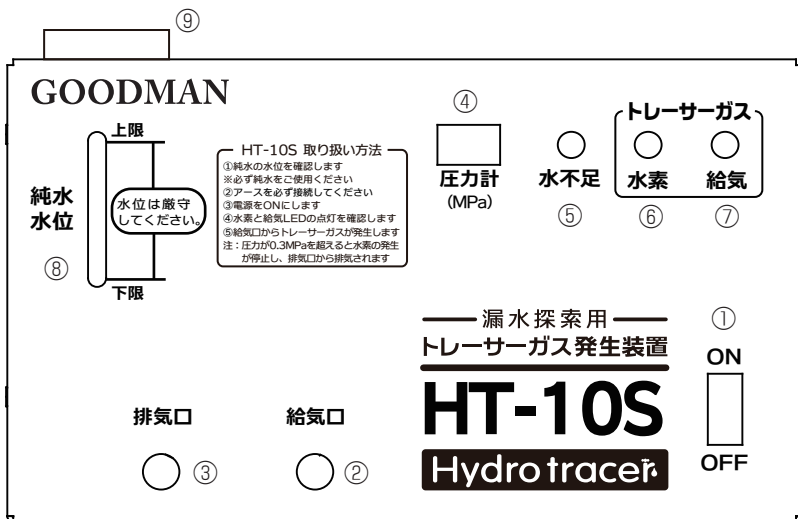 ⑨
GOODMAN
上限
純水
水位
水位は厳守
してください。
⑧
下限
HT-10S 取り扱い方法
①純水の水位を確認します
※必ず純水をご使用ください
②アースを必ず接続してください
③電源をONにします
④水素と給気LEDの点灯を確認します
⑤給気口からトレーサーガスが発生します
注：圧力が0.3MPaを超えると水素の発生
が停止し、排気口から排気されます
④
圧力計
(MPa)
水不足
⑤
トレーサーガス
水素
給気
⑥
⑦
漏水探索用
トレーサーガス発生装置
HT-10S
Hydro tracer
①
ON
OFF
排気口
給気口
③
②